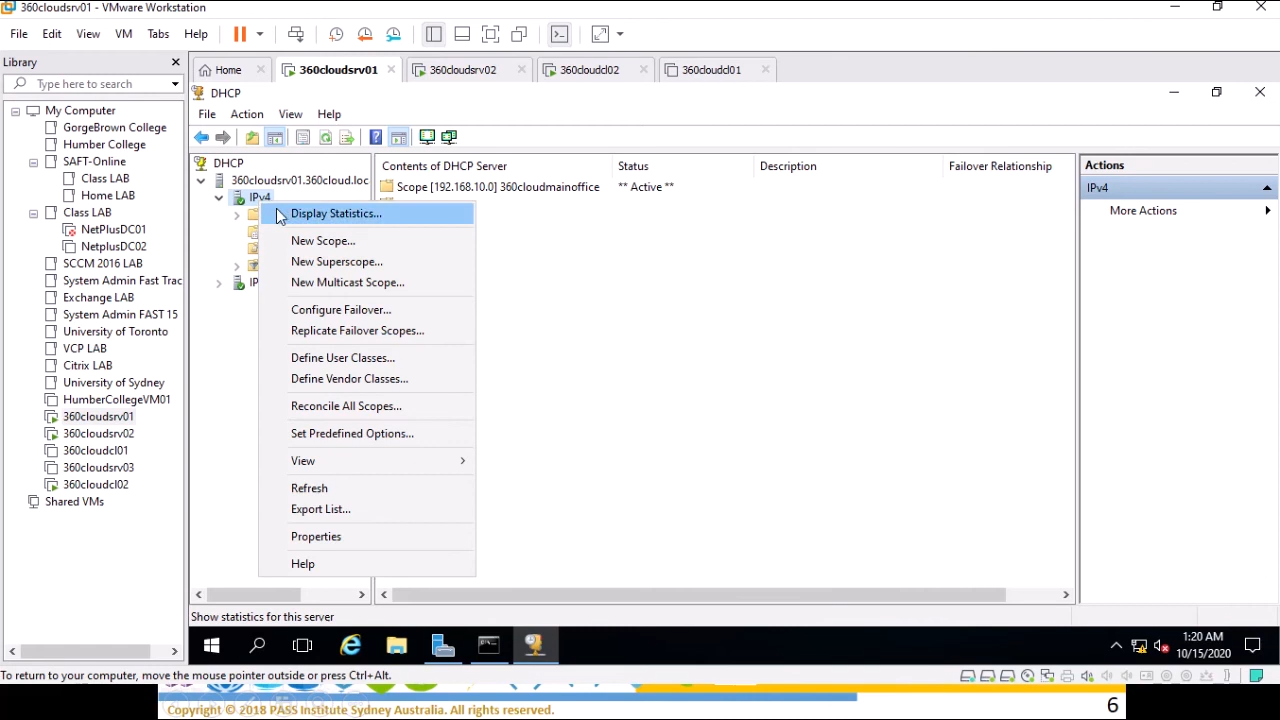 360cloudsrv01 - VMware Workstation
File Edit View VM Tabs Help
Library
Type here to search
My Computer
GorgeBrown College
Humber College
SAFT-Online
Class LAB
Home LAB
Class LAB
NetPlusDC01
NetplusDC02
SCCM 2016 LAB
System Admin Fast Trac
Exchange LAB
System Admin FAST 15
University of Toronto
VCP LAB
Citrix LAB
University of Sydney
HumberCollegeVM01
360cloudsrv01
360cloudsrv02
360cloudcl01
360cloudsrv03
360cloudcl02
Shared VMs
Home 360cloudsrv01 360cloudsrv02 360cloudcl02 360cloudcl01
DHCP
File Action View Help
DHCP
360cloudsrv01.360cloud.loc
IPv4
IP
Contents of DHCP Server Status Description Failover Relationship
Scope [192.168.10.0] 360cloudmainoffice ** Active **
Display Statistics...
New Scope...
New Superscope...
New Multicast Scope...
Configure Failover...
Replicate Failover Scopes...
Define User Classes...
Define Vendor Classes...
Reconcile All Scopes...
Set Predefined Options...
View
Refresh
Export List...
Properties
Help
Actions
IPv4
More Actions
Show statistics for this server
1:20 AM
10/15/2020
To return to your computer, move the mouse pointer outside or press Ctrl+Alt.
Copyright © 2018 PASS Institute Sydney Australia. All rights reserved.
6